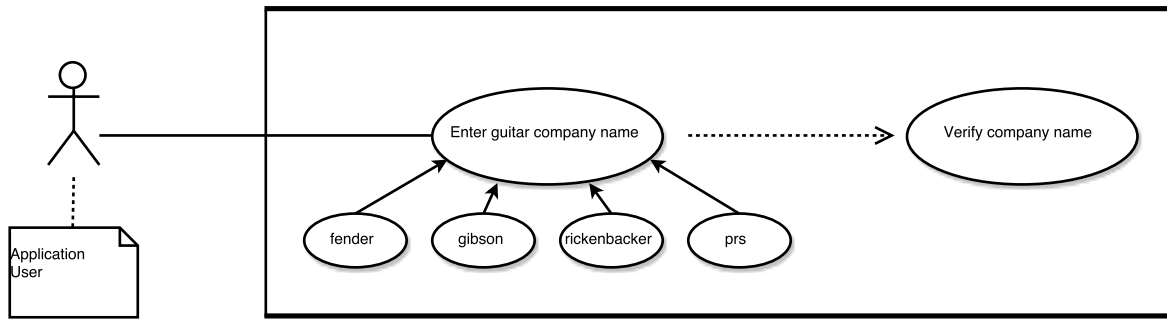 Enter guitar company name
Verify company name
fender
gibson
rickenbacker
prs
Application
User